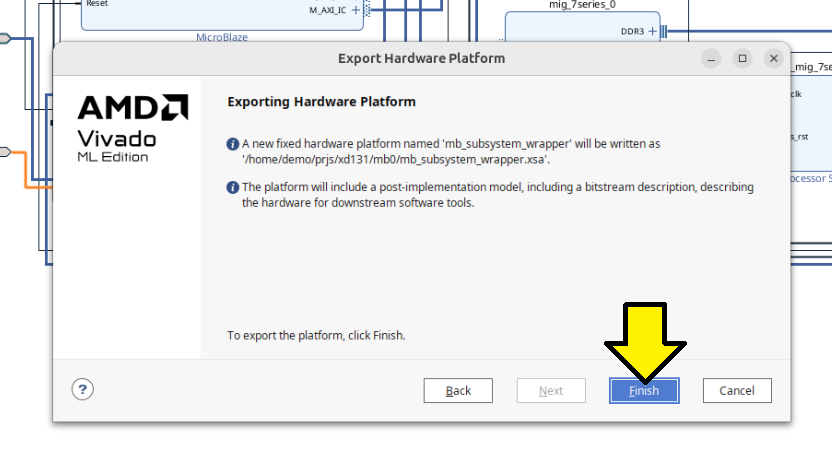 mig_7series_0
Reset
M_AXI_IC
MicroBlaze
DDR3
Export Hardware Platform
_mig_7se
clk
s_rst
ocessor S
AMD
Vivado
ML Edition
Exporting Hardware Platform
A new fixed hardware platform named 'mb_subsystem_wrapper' will be written as
'/home/demo/prjs/xd131/mb0/mb_subsystem_wrapper.xsa'.
The platform will include a post-implementation model, including a bitstream description, describing
the hardware for downstream software tools.
To export the platform, click Finish.
?
Back
Next
Finish
Cancel